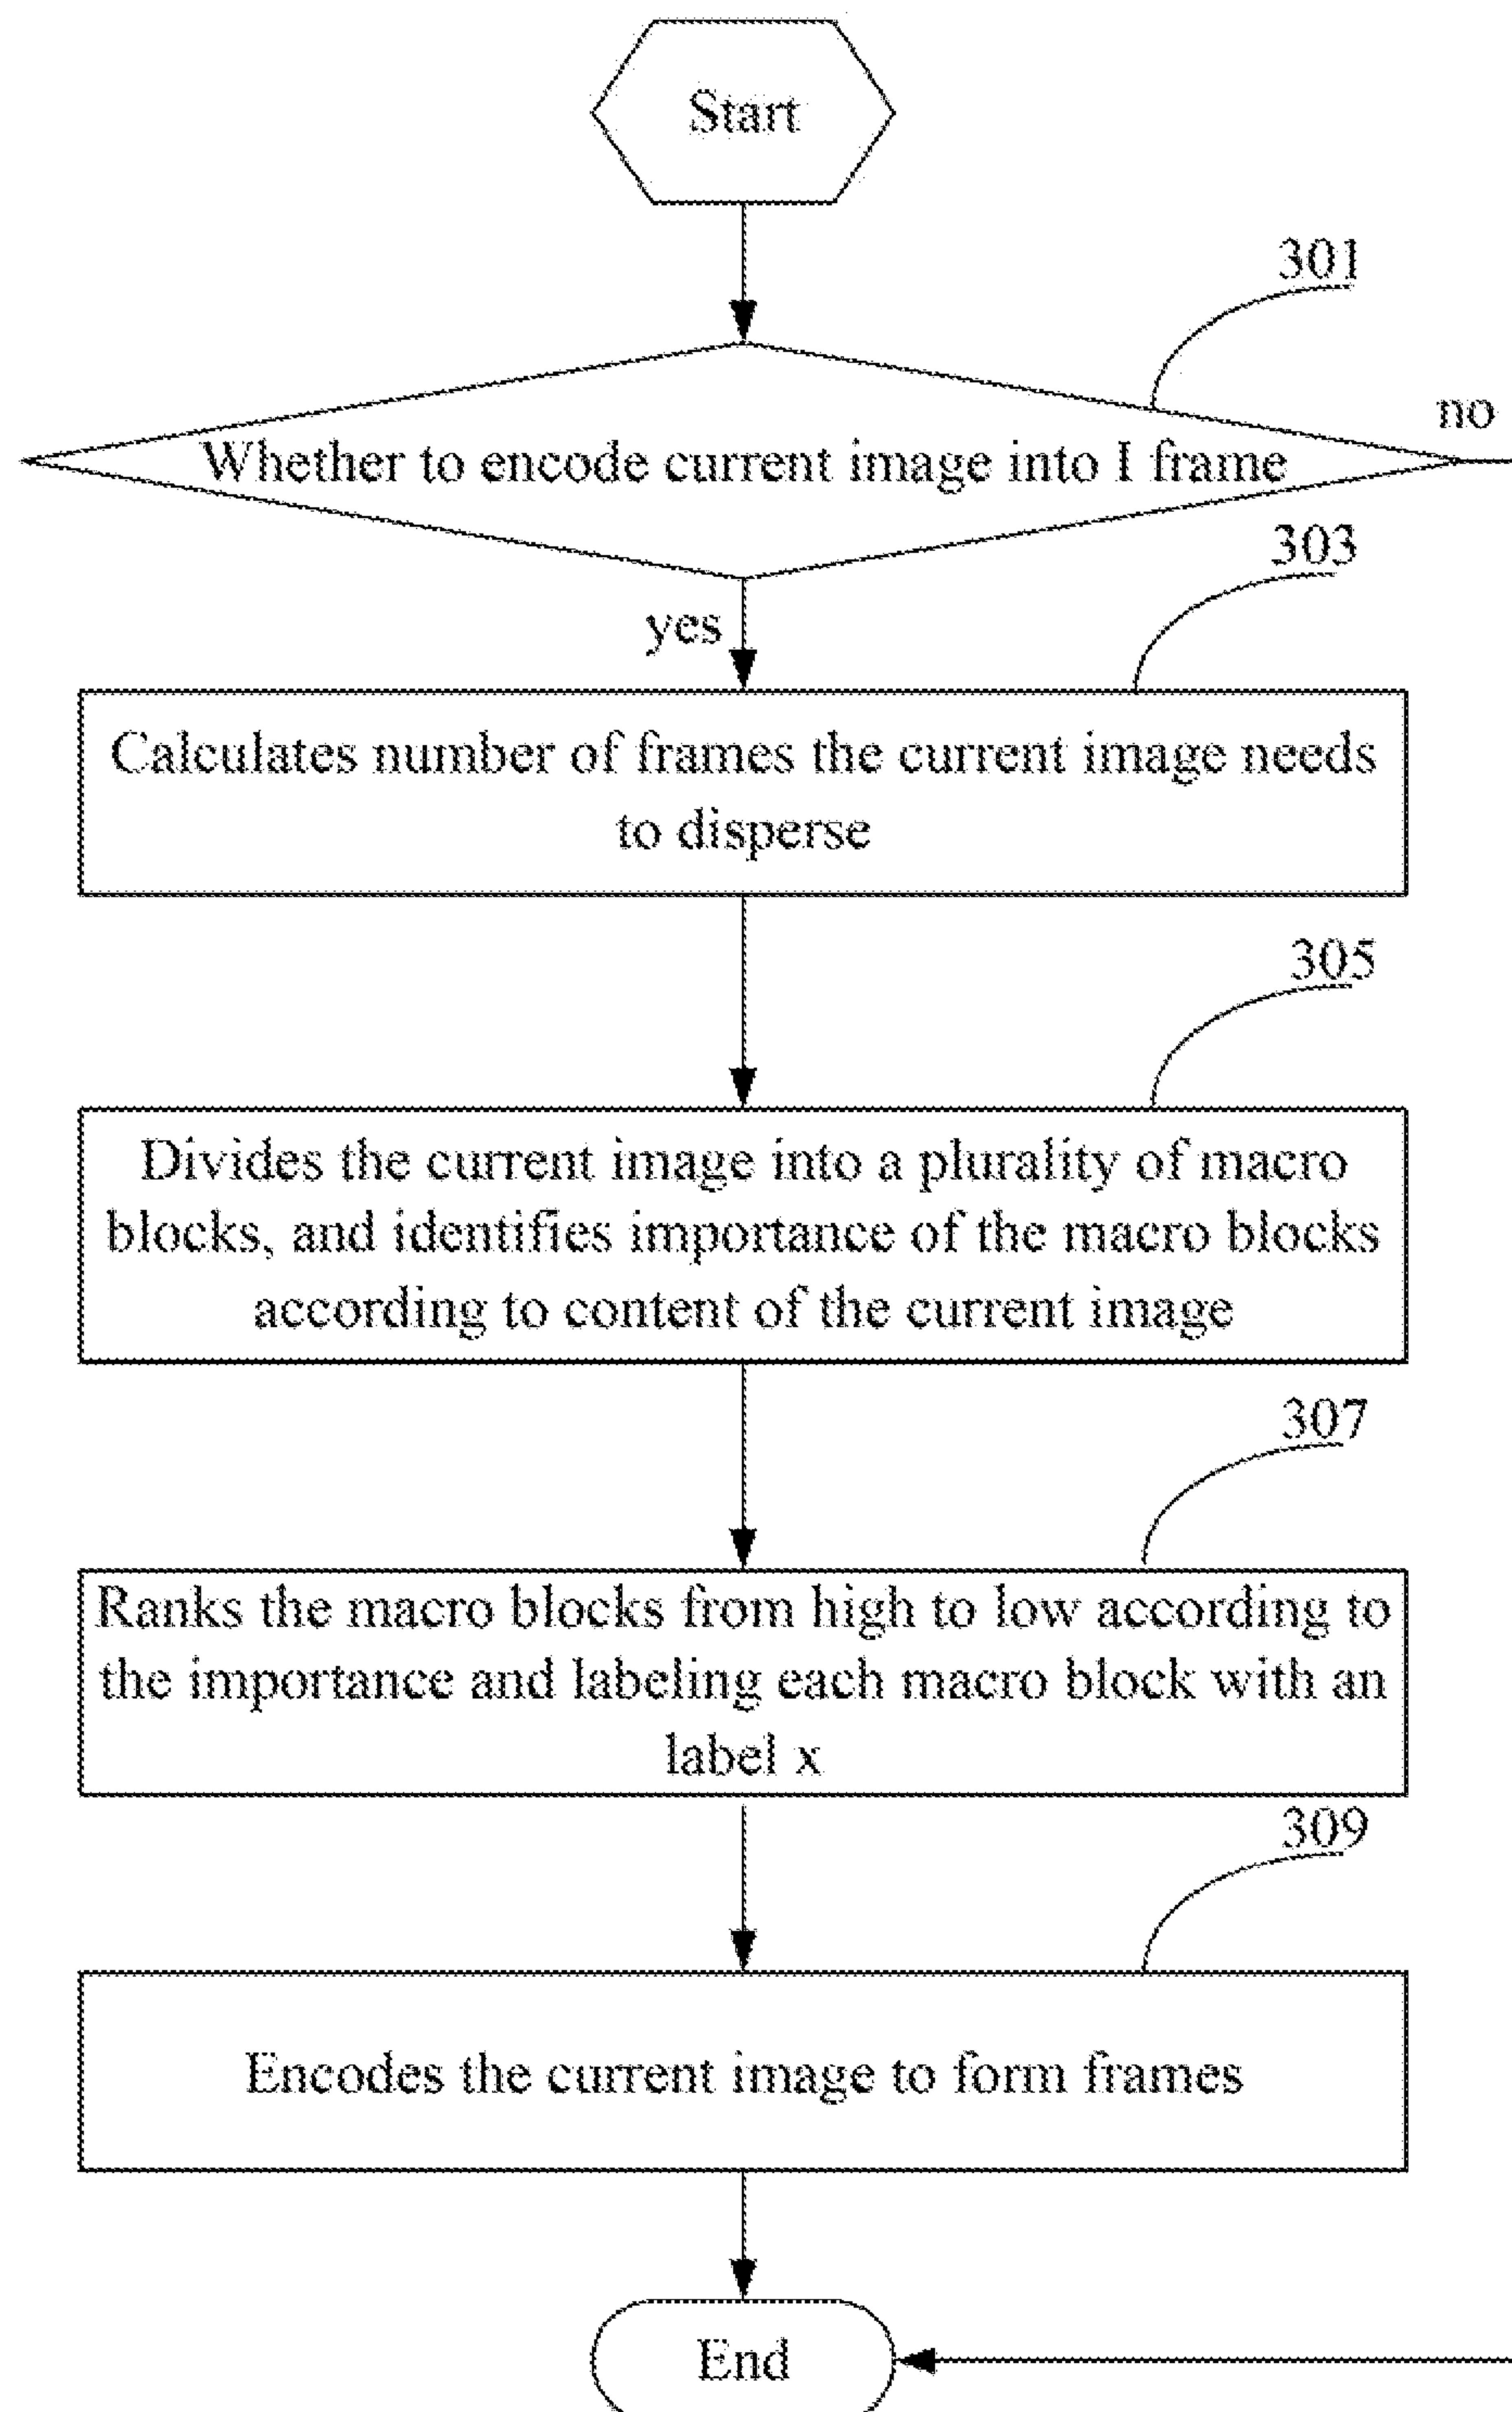 Start
301
no
Whether to encode current image into I frame
303
yes
Calculates number of frames the current image needs
to disperse
305
Divides the current image into a plurality of macro
blocks, and identifies importance of the macro blocks
according to content of the current image
307
Ranks the macro blocks from high to low according to
the importance and labeling each macro block with an
label x
309
Encodes the current image to form frames
End